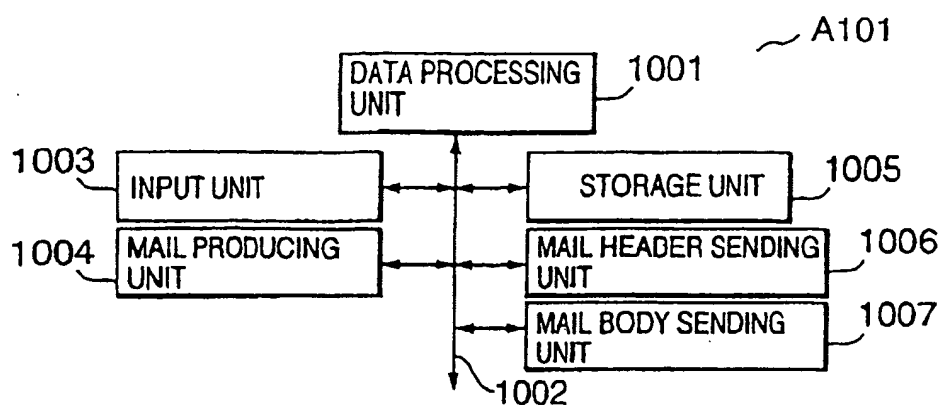 A101
DATA PROCESSING
UNIT
1001
1003
INPUT UNIT
STORAGE UNIT
1005
1004
MAIL PRODUCING
UNIT
MAIL HEADER SENDING
UNIT
1006
MAIL BODY SENDING
UNIT
1007
1002